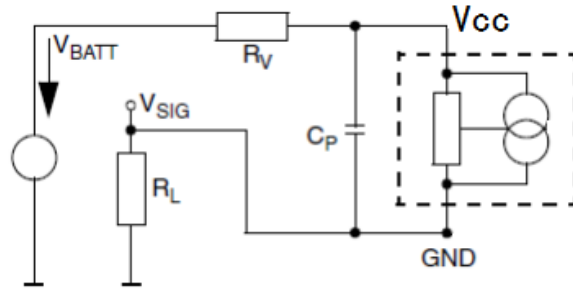 Vcc
VBATT
RV
VSIG
CP
RL
GND